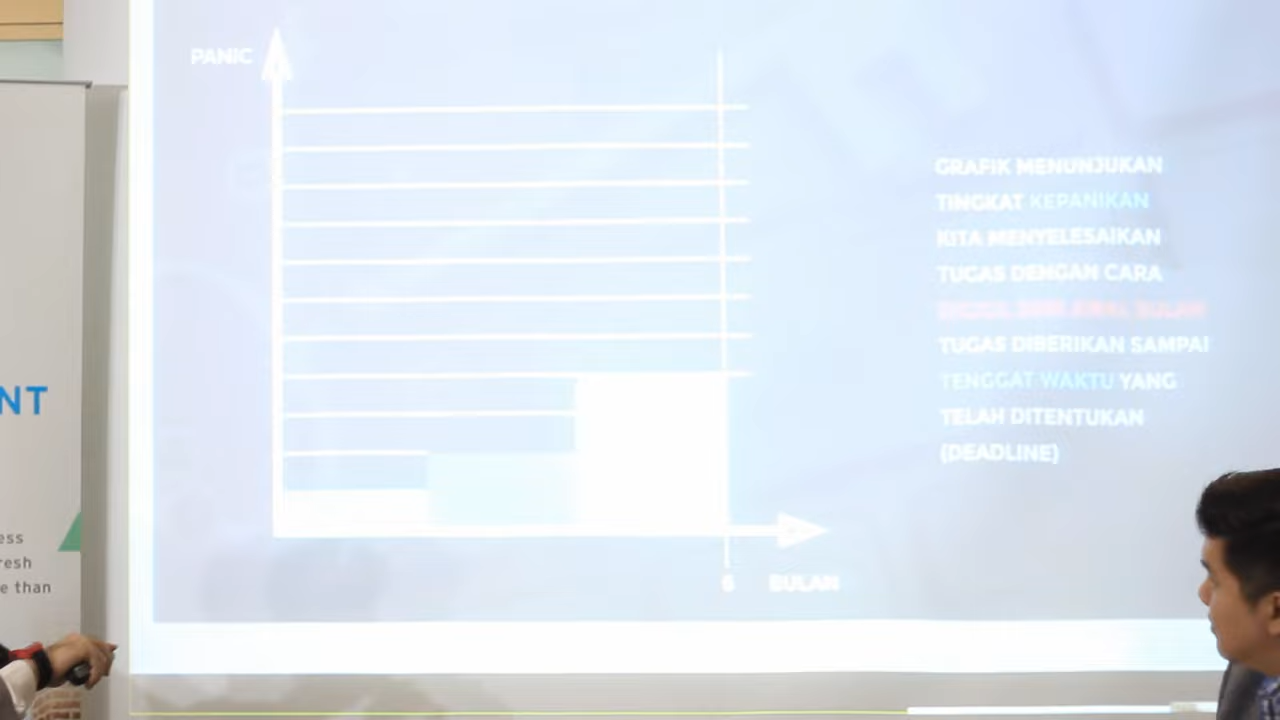 PANIC
GRAFIK MENUNJUKAN
TINGKAT KEPANIKAN
KITA MENYELESAIKAN
TUGAS DENGAN CARA
TUGAS DIBERIKAN SAMPAI
TENGGAT WAKTU YANG
TELAH DITENTUKAN
(DEADLINE)
6 BULAN
NT
ess
resh
e than